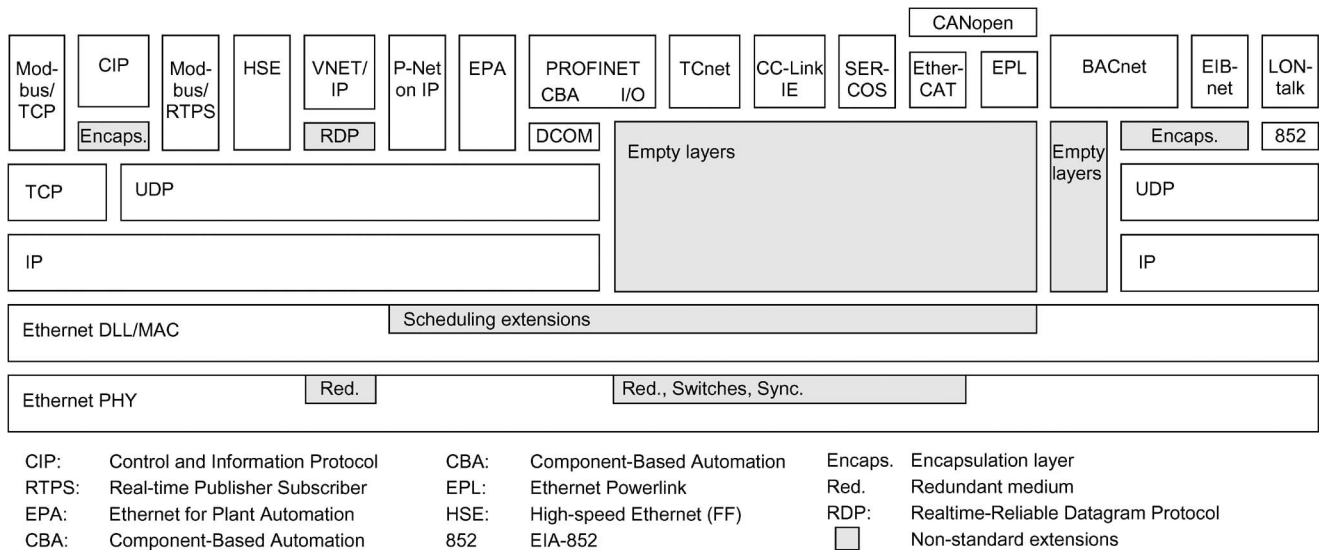 CANopen
Mod-
bus/
TCP
CIP
Mod-
bus/
RTPS
HSE
VNET/
IP
P-Net
on IP
EPA
PROFINET
CBA I/O
TCnet
CC-Link
IE
SER-
COS
Ether-
CAT
EPL
BACnet
EIB-
net
LON-
talk
Encaps.
RDP
DCOM
Empty layers
Empty
layers
Encaps.
852
TCP
UDP
UDP
IP
IP
Ethernet DLL/MAC
Scheduling extensions
Ethernet PHY
Red.
Red., Switches, Sync.
CIP: Control and Information Protocol
RTPS: Real-time Publisher Subscriber
EPA: Ethernet for Plant Automation
CBA: Component-Based Automation
CBA: Component-Based Automation
EPL: Ethernet Powerlink
HSE: High-speed Ethernet (FF)
852 EIA-852
Encaps. Encapsulation layer
Red. Redundant medium
RDP: Realtime-Reliable Datagram Protocol
Non-standard extensions